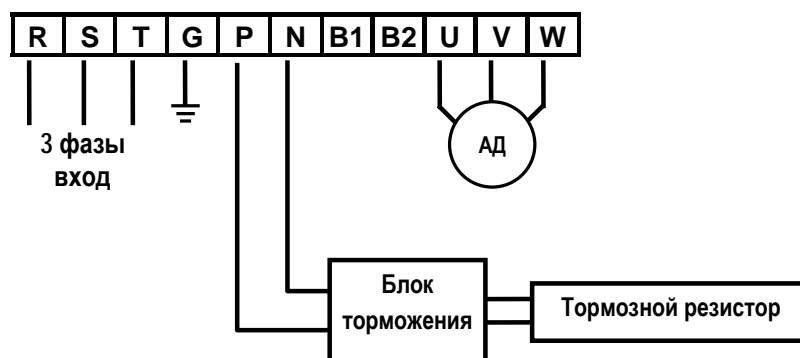 R S T G P N B1 B2 U V W
3 фазы
вход
АД
Блок
торможения
Тормозной резистор